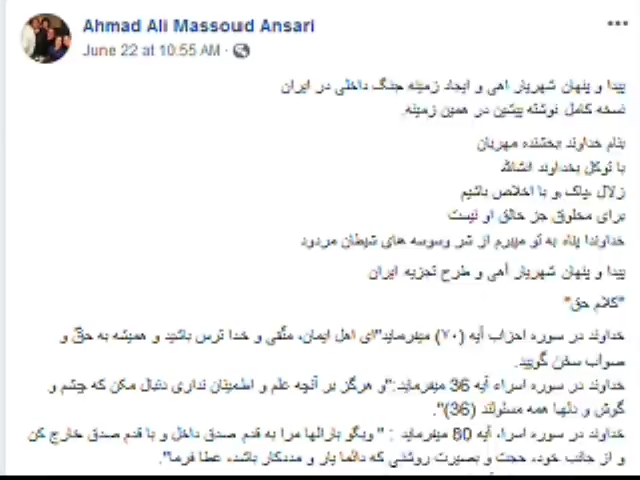 Ahmad Ali Massoud Ansari
June 22 at 10:55 AM
پیدا و پنهان شهریار آهی و ایجاد زمینه جنگ داخلی در ایران
نسخه کامل نوشته پیشین در همین زمینه.
بنام خداوند بخشنده مهربان
با توکل بخداوند انشالله
زلال ،پاک و با اخلاص باشیم
برای مخلوق جز خالق او نیست
خداوندا پناه به تو میبرم از شر وسوسه های شیطان مردود
پیدا و پنهان شهریار آهی و طرح تجزیه ایران
"کلام حق"
خداوند در سوره احزاب آیه (۷۰) میفرماید"ای اهل ایمان، متّقی و خدا ترس باشید و همیشه به حقّ و
صواب سخن گویید.
خداوند در سوره اسراء آیه 36 میفرماید:"و هرگز بر آنچه علم و اطمینان نداری دنبال مکن که چشم و
گوش و دلها همه مسئولند (36)".
خداوند در سوره اسراء آیه 80 میفرماید : " وبگو بارالها مرا به قدم صدق داخل و با قدم صدق خارج کن
و از جانب خود، حجت و بصیرت روشنی که دائما یار و مددکار باشد، عطا فرما".